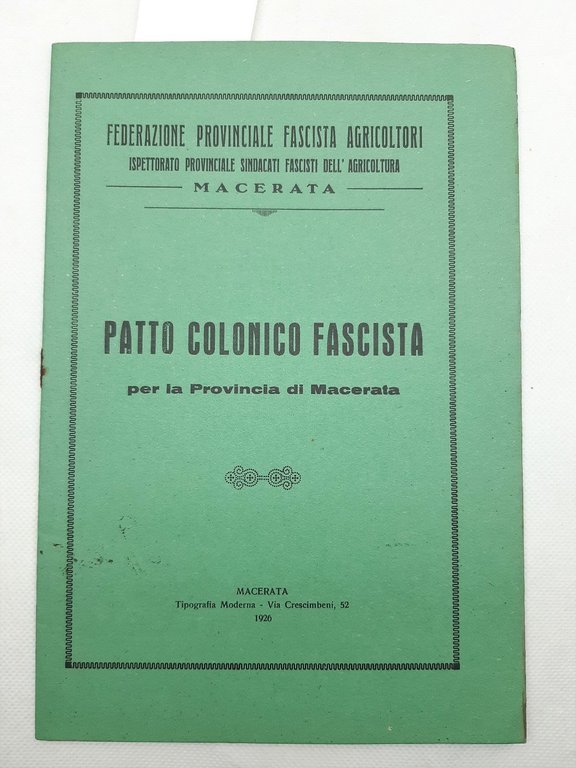 FEDERAZIONE PROVINCIALE FASCISTA AGRICOLTORI
ISPETTORATO PROVINCIALE SINDACATI FASCISTI DELL' AGRICOLTURA
MACERATA
PATTO COLONICO FASCISTA
per la Provincia di Macerata
MACERATA
Tipografia Moderna - Via Crescimbeni, 52
1926